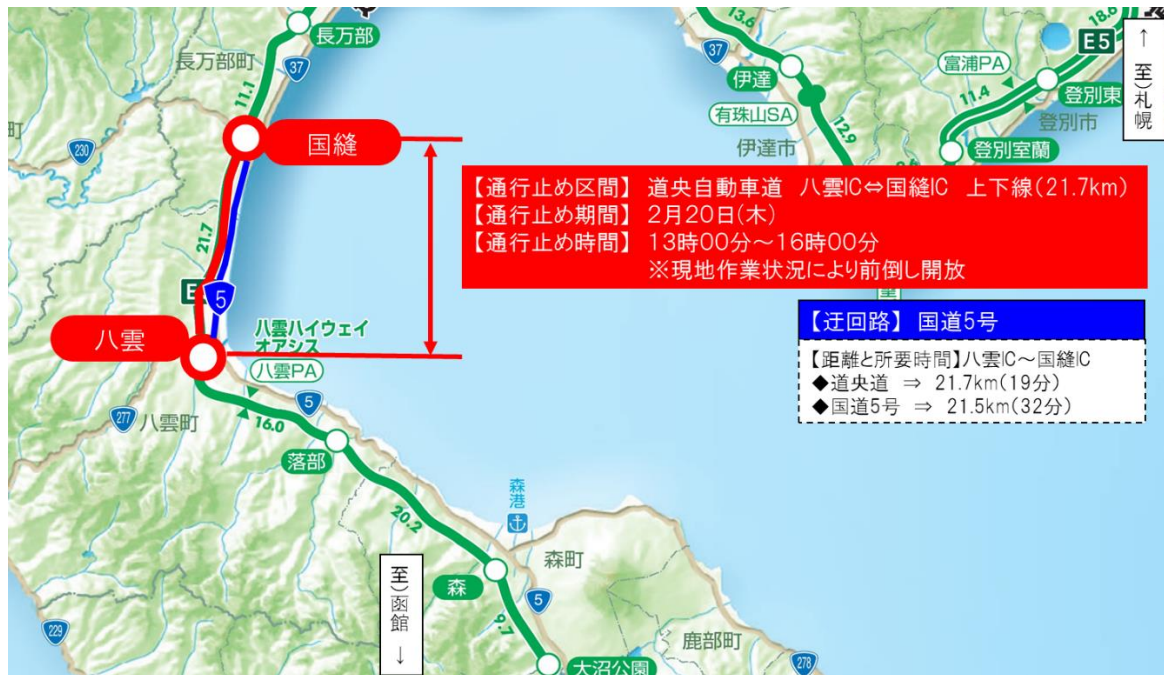 長万部
長万部町
37
11.1
国縫
230
21.7
5
八雲
八雲ハイウェイ
オアシス
八雲PA
277
八雲町
16.0
5
落部
20.2
森港
森町
森
5
9.7
鹿部町
大沼公園
278
229
至)函館 ↓
13.6
37
伊達
有珠山SA
伊達市
12.9
富浦PA
11.4
E5
18.6
登別東
登別市
登別室蘭
↑ 至)札幌
【通行止め区間】 道央自動車道 八雲IC⇔国縫IC 上下線(21.7km)
【通行止め期間】 2月20日(木)
【通行止め時間】 13時00分~16時00分
※現地作業状況により前倒し開放
【迂回路】 国道5号
【距離と所要時間】八雲IC~国縫IC
◆道央道 ⇒ 21.7km(19分)
◆国道5号 ⇒ 21.5km(32分)